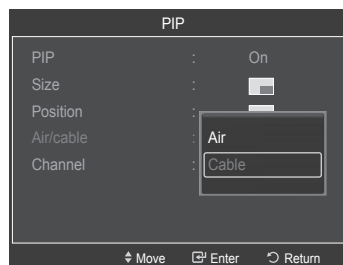 PIP
PIP : On
Size :
Position :
Air/cable : Air
Channel : Cable
Move Enter Return